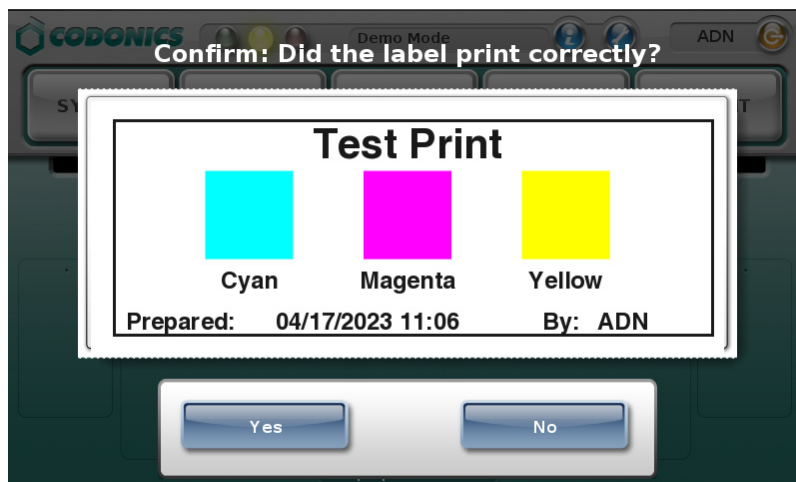 CODONICS
Demo Mode
ADN
Confirm: Did the label print correctly?
SY
T
Test Print
Cyan Magenta Yellow
Prepared: 04/17/2023 11:06 By: ADN
Yes No